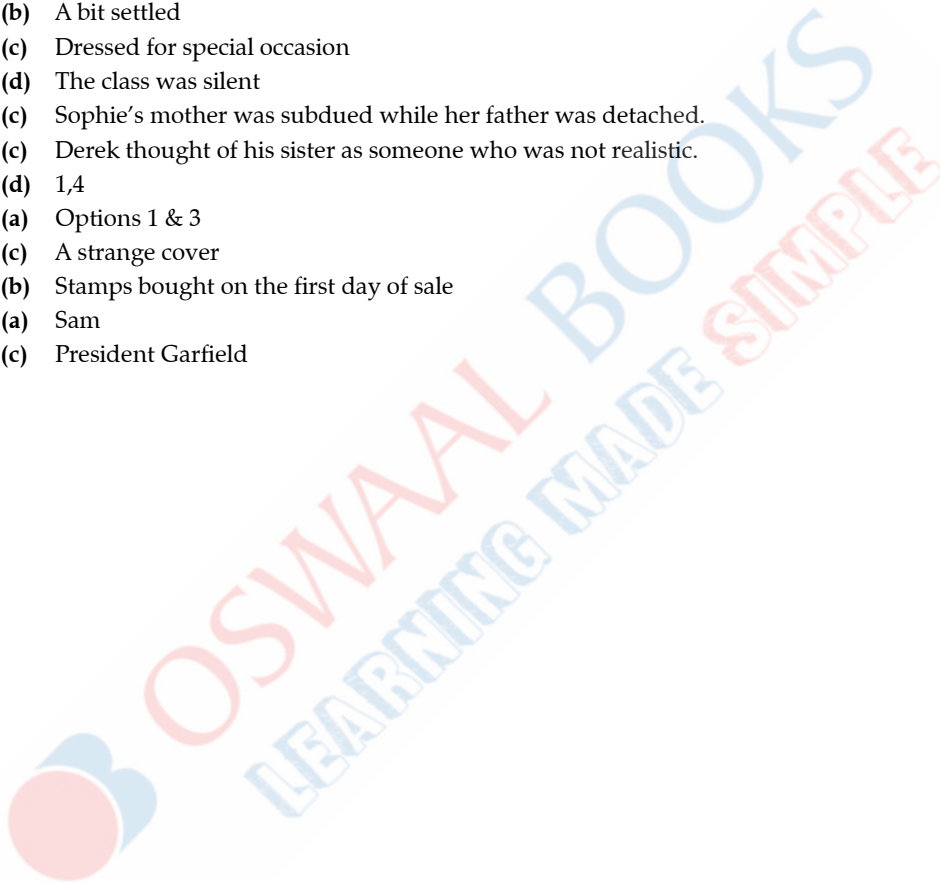 (b) A bit settled
(c) Dressed for special occasion
(d) The class was silent
(c) Sophie’s mother was subdued while her father was detached.
(c) Derek thought of his sister as someone who was not realistic.
(d) 1,4
(a) Options 1 & 3
(c) A strange cover
(b) Stamps bought on the first day of sale
(a) Sam
(c) President Garfield
OSWAAL BOOKS
LEARNING MADE SIMPLE